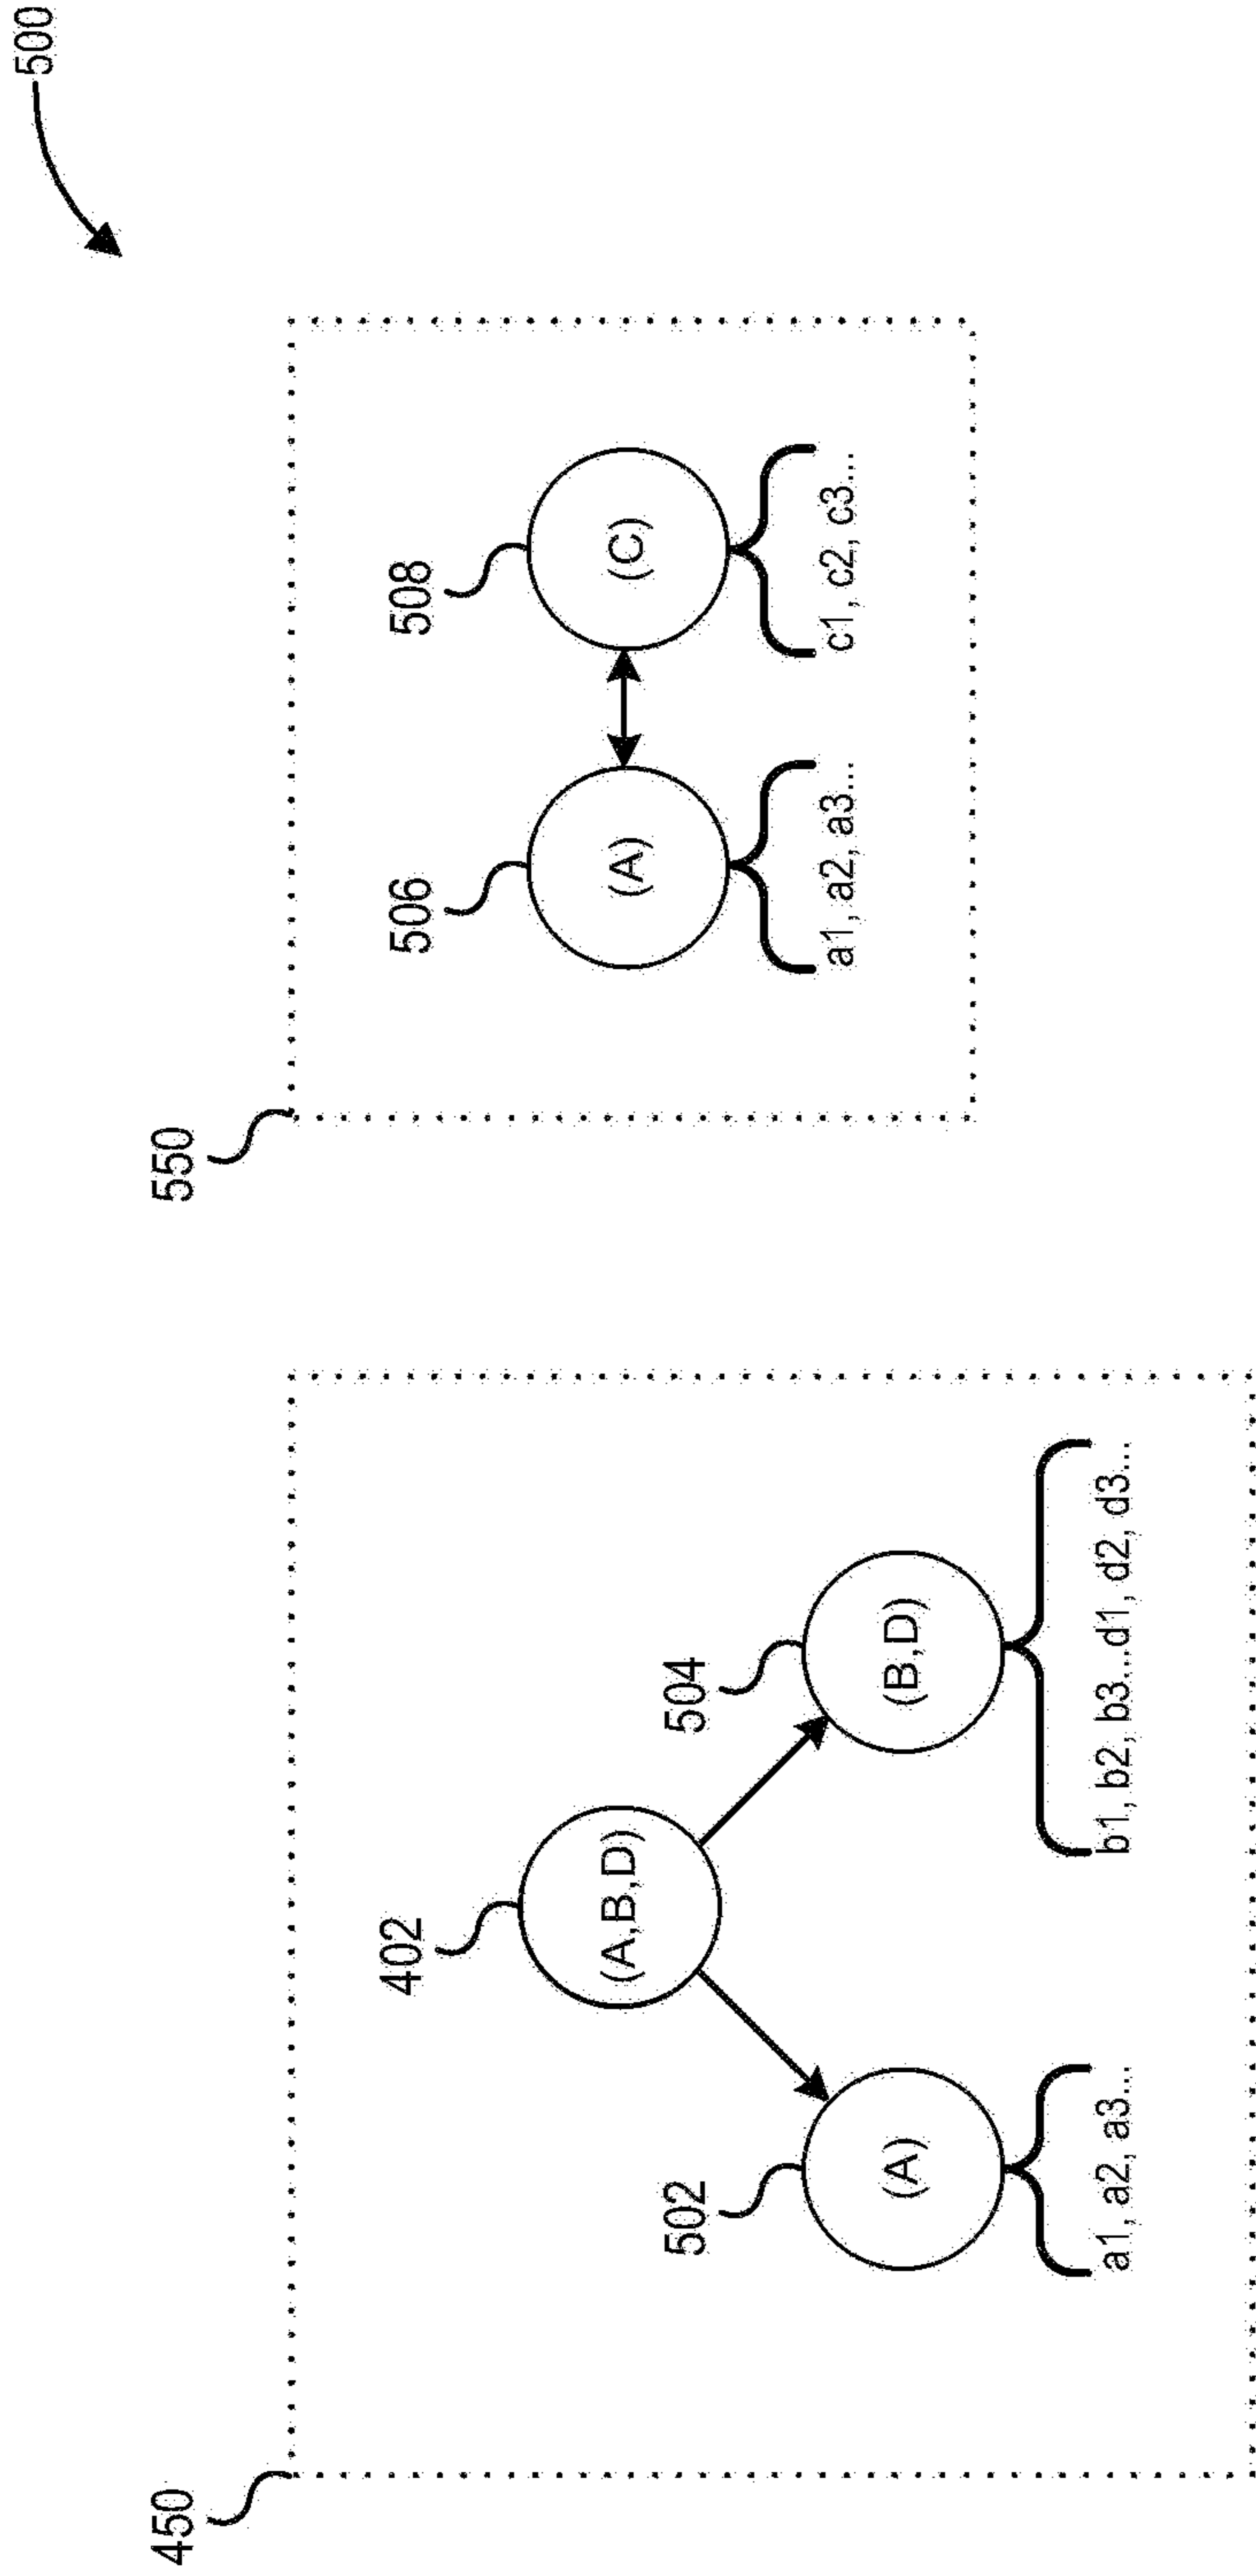 500
450
550
402
(A,B,D)
502
504
(A)
(B,D)
a1, a2, a3...
b1, b2, b3...d1, d2, d3...
506
508
(A)
(C)
a1, a2, a3...
c1, c2, c3...